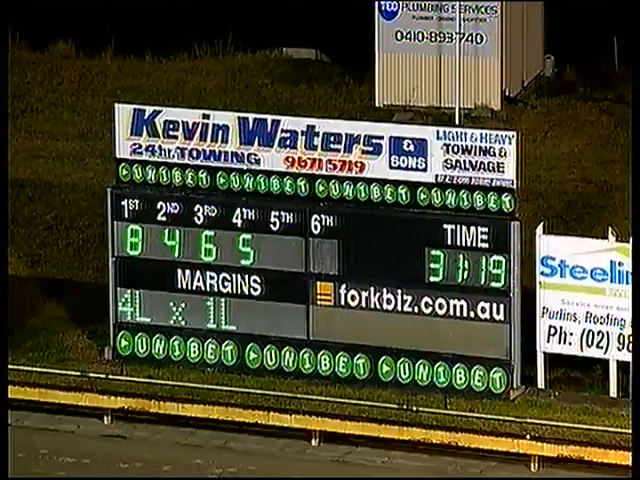 TCO PLUMBING SERVICES
0410-893-740
Kevin Waters & SONS
24hr. TOWING 9671 5719
LIGHT & HEAVY
TOWING &
SALVAGE
UNIBET UNIBET UNIBET UNIBET
1ST 2ND 3RD 4TH 5TH 6TH TIME
8 4 6 5 31:19
MARGINS forkbiz.com.au
4L x 1L
UNIBET UNIBET UNIBET
Steelin
Purlins, Roofing
Ph: (02) 98